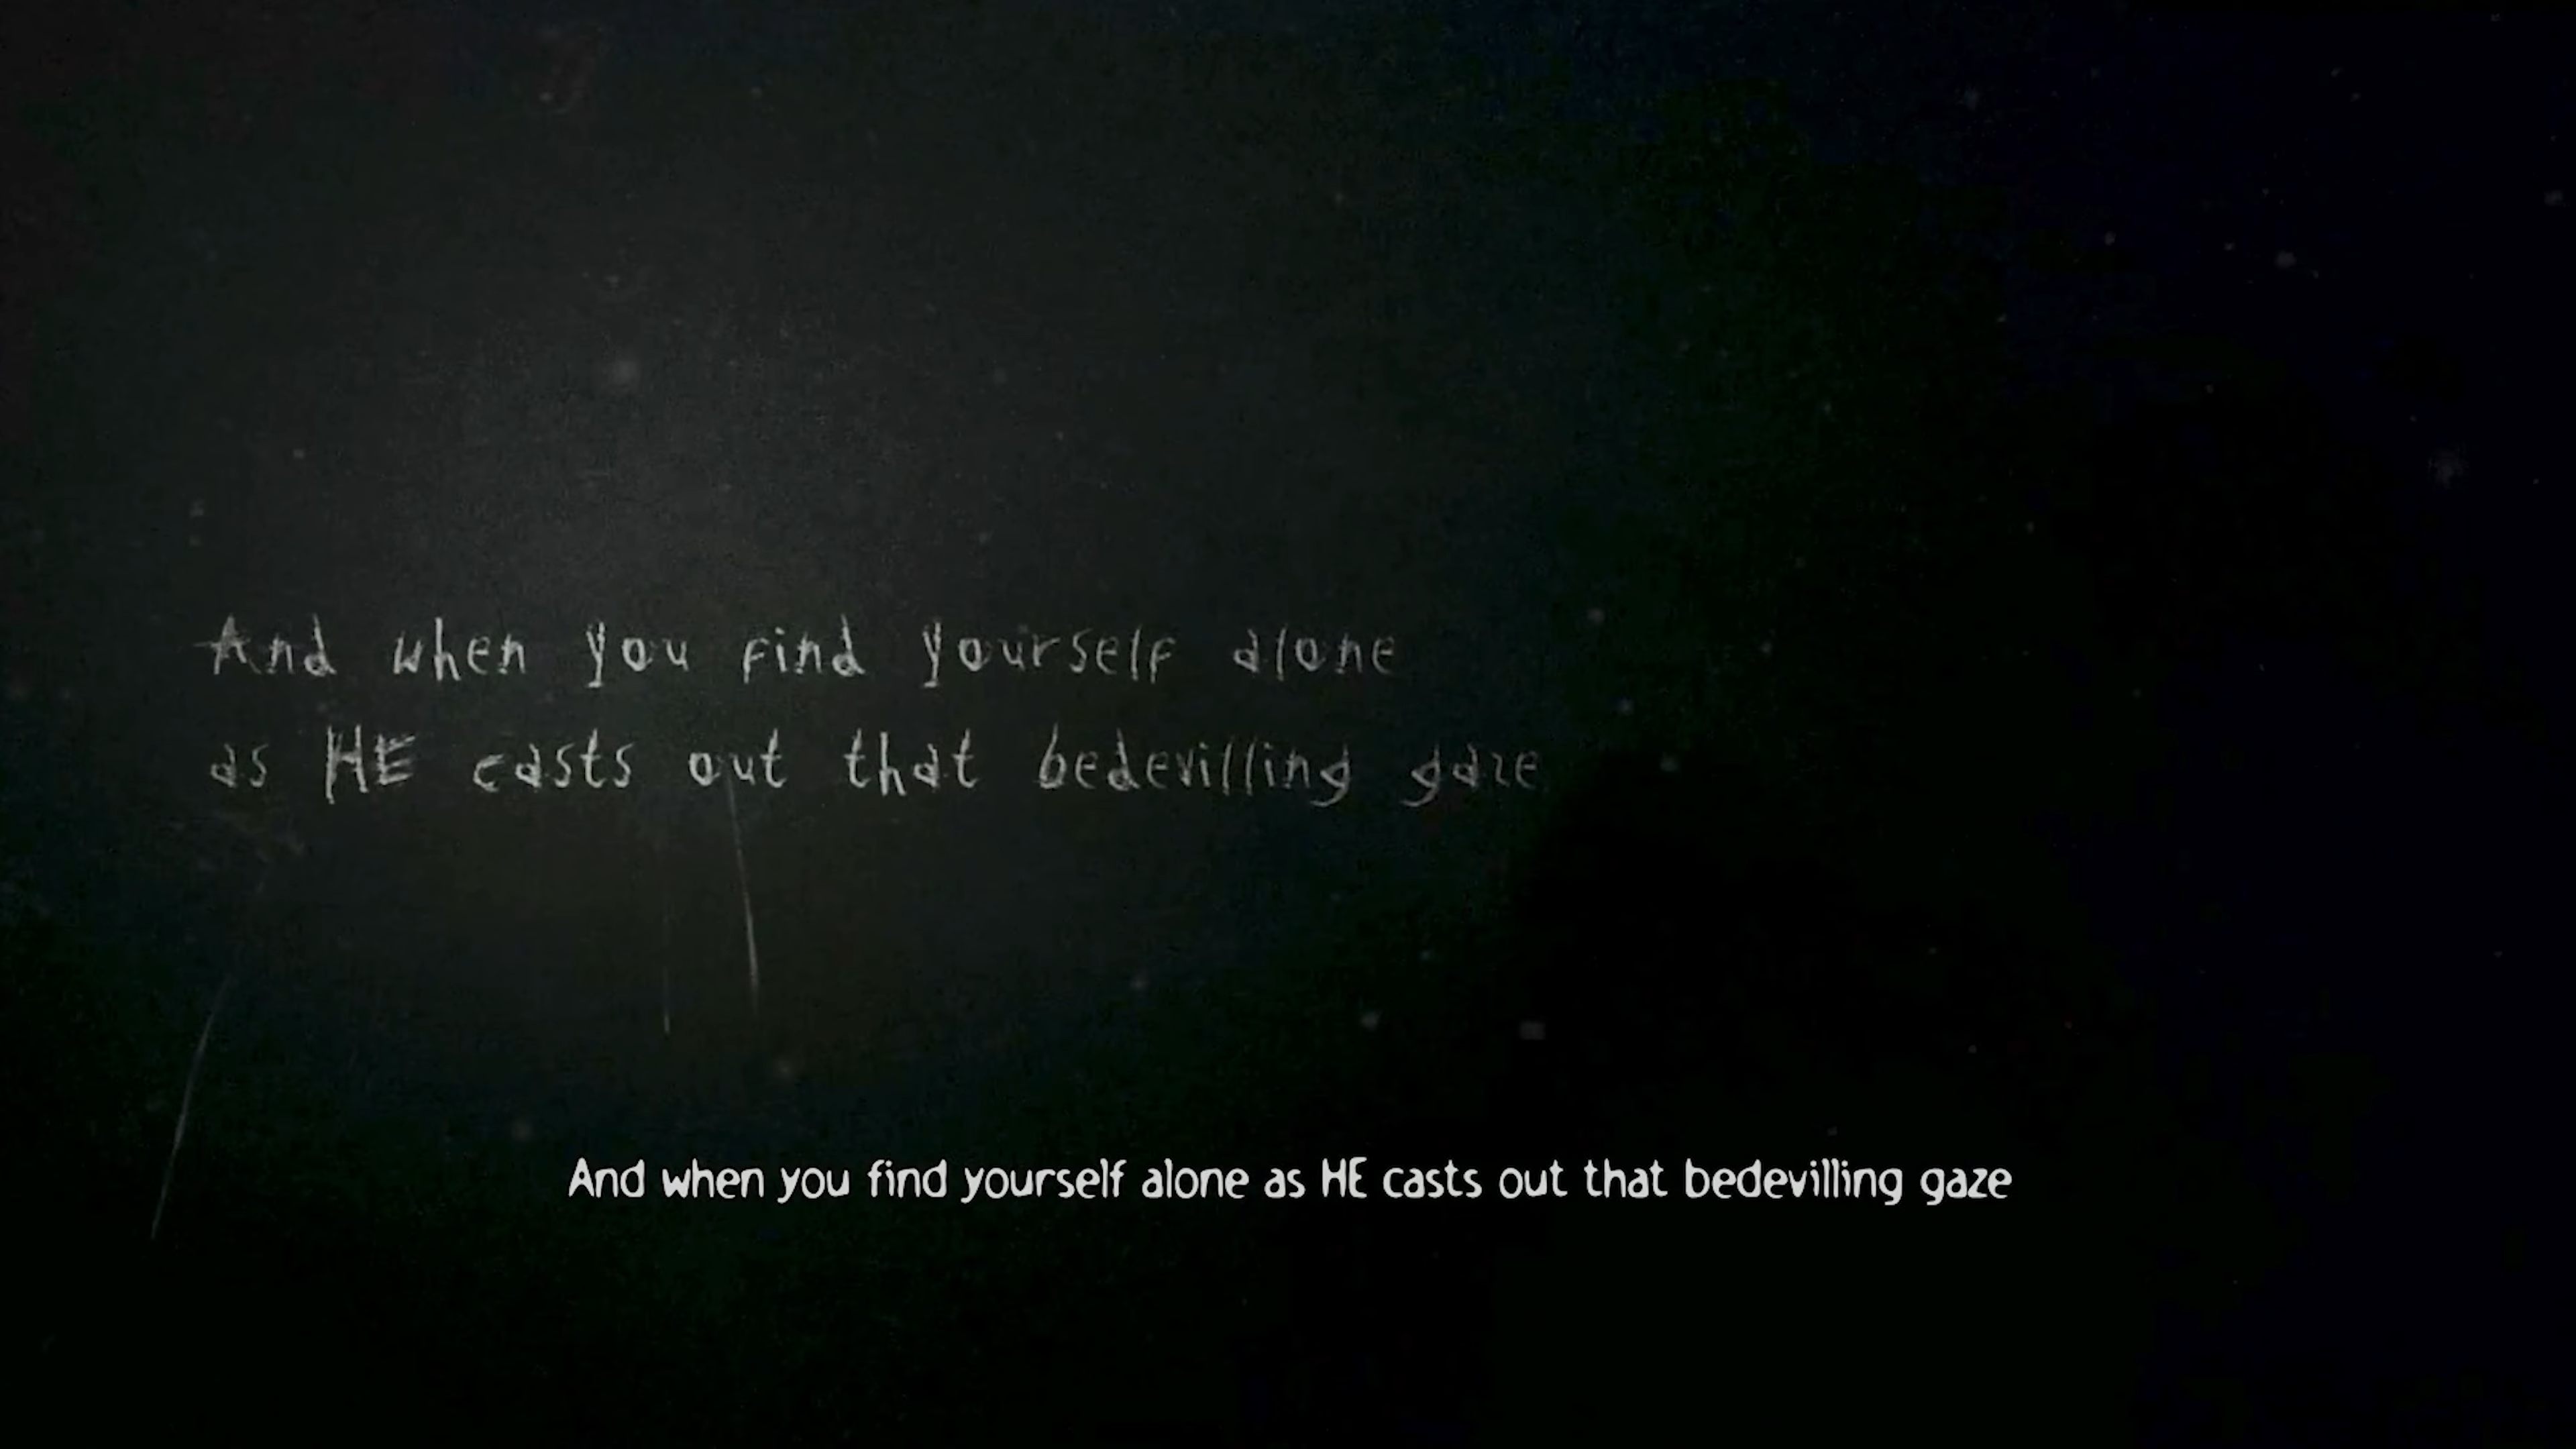 And when you find yourself alone
as HE casts out that bedevilling gaze
And when you find yourself alone as HE casts out that bedevilling gaze